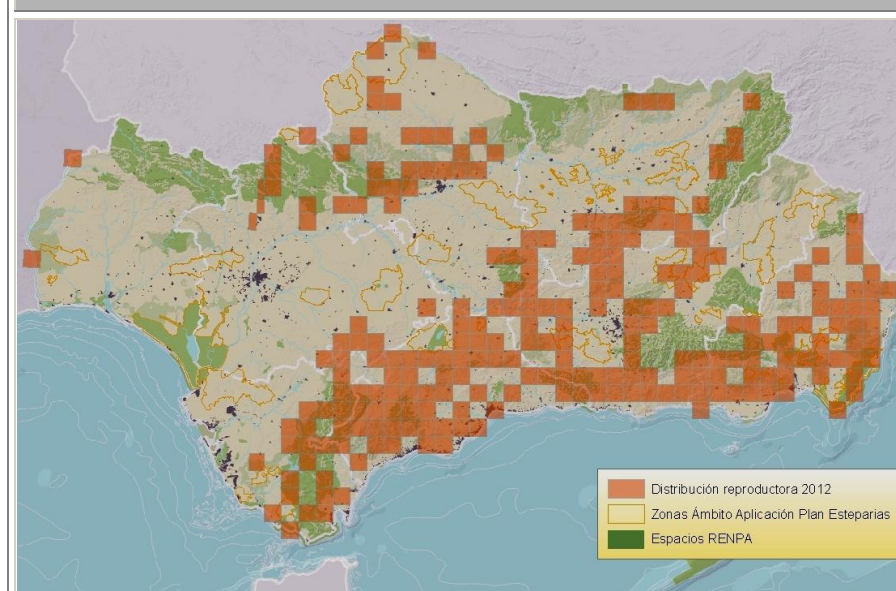 Distribución reproductora 2012
Zonas Ámbito Aplicación Plan Esteparias
Espacios RENPA